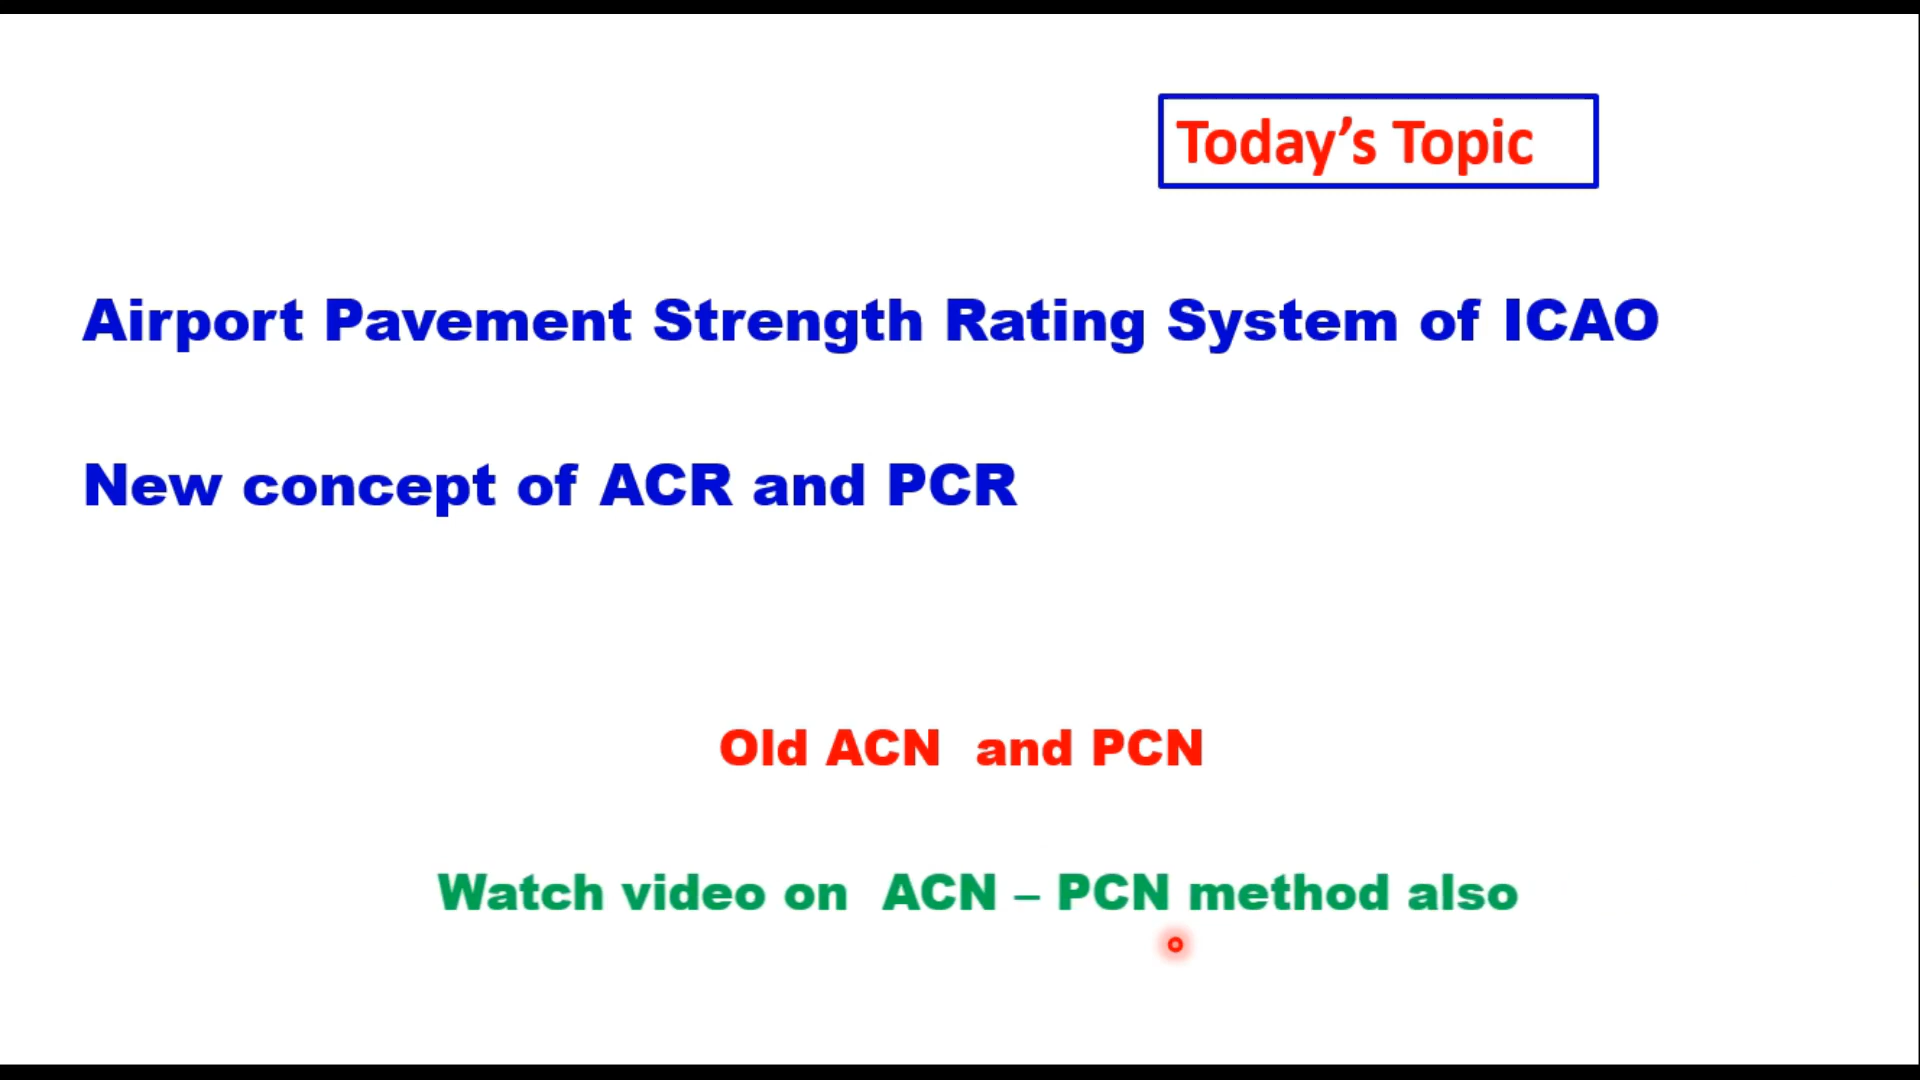 Today’s Topic
Airport Pavement Strength Rating System of ICAO
New concept of ACR and PCR
Old ACN and PCN
Watch video on ACN – PCN method also